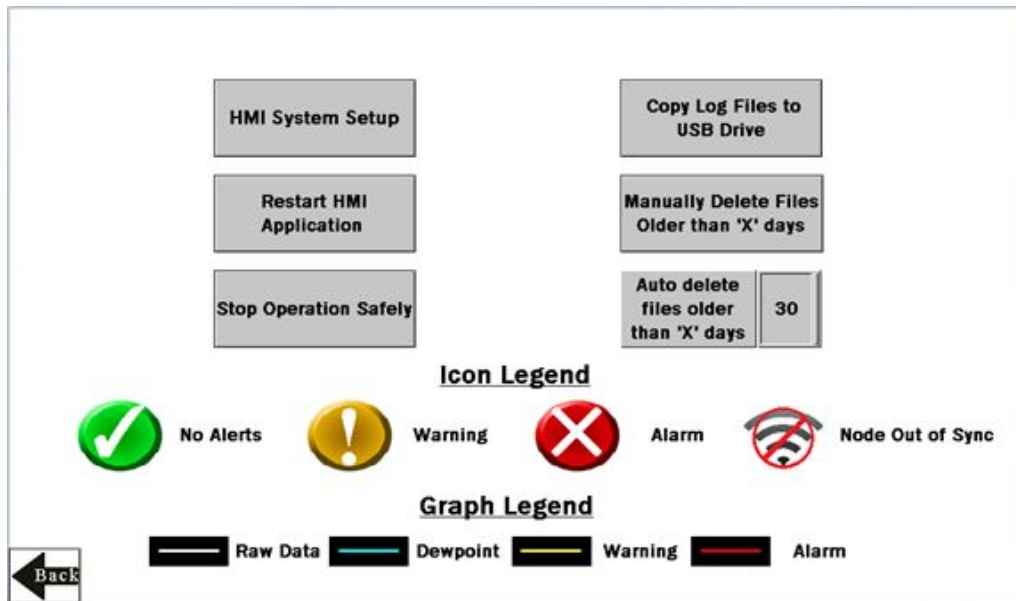 HMI System Setup
Copy Log Files to
USB Drive
Restart HMI
Application
Manually Delete Files
Older than 'X' days
Stop Operation Safely
Auto delete
files older
than 'X' days
30
Icon Legend
No Alerts
Warning
Alarm
Node Out of Sync
Graph Legend
Raw Data
Dewpoint
Warning
Alarm
Back